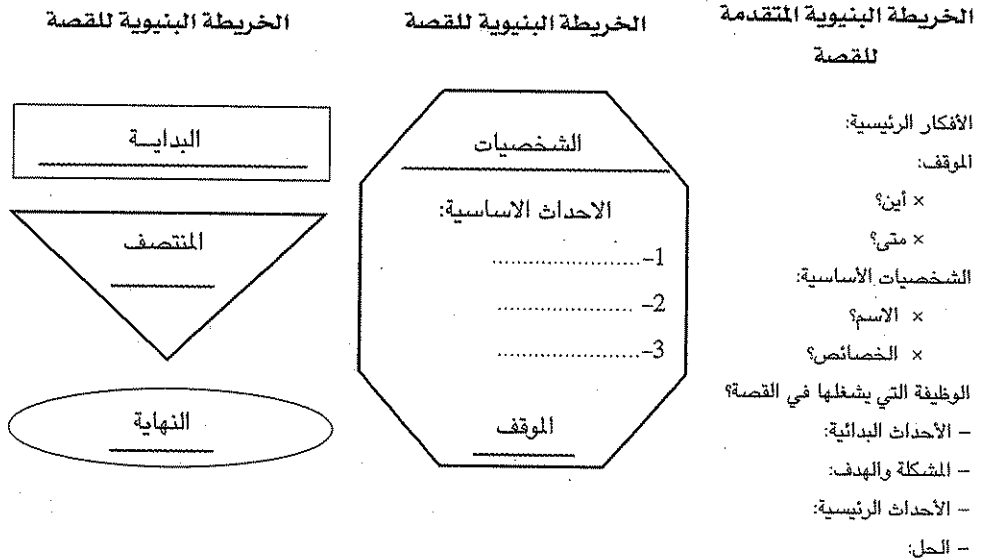 الخريطة البنيوية المتقدمة
للقصة
الأفكار الرئيسية:
الموقف:
× أين؟
× متى؟
الشخصيات الأساسية:
× الاسم؟
× الخصائص؟
الوظيفة التي يشغلها في القصة؟
– الأحداث البدائية:
– المشكلة والهدف:
– الأحداث الرئيسية:
– الحل:
الخريطة البنيوية للقصة
الشخصيات
الاحداث الاساسية:
1–........................
2– ......................
3–.......................
الموقف
الخريطة البنيوية للقصة
البدايـــة
المنتصف
النهاية